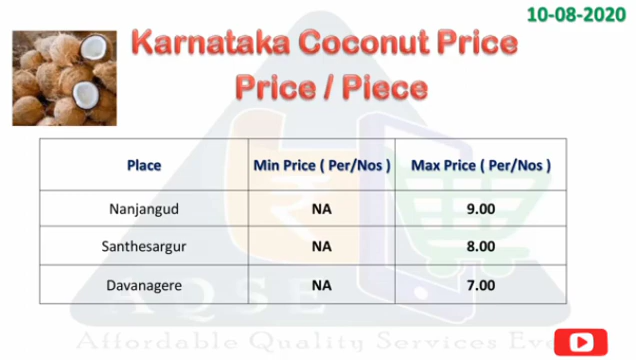 10-08-2020
Karnataka Coconut Price
Price / Piece
Place Min Price ( Per/Nos ) Max Price ( Per/Nos )
Nanjangud NA 9.00
Santhesargur NA 8.00
Davanagere NA 7.00
AQSE
Affordable Quality Services Eve